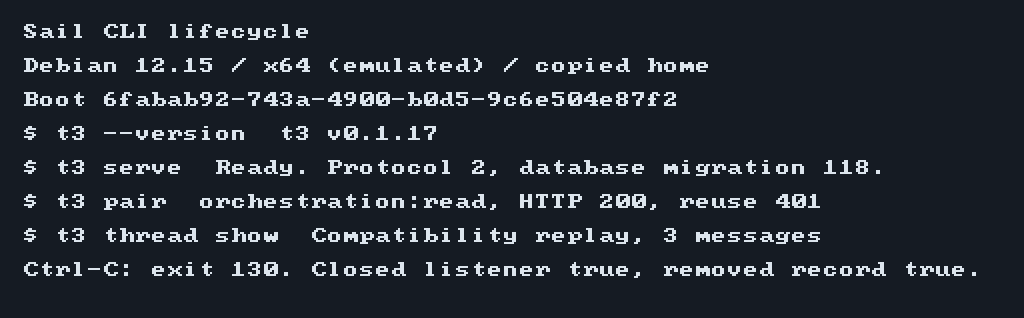 Sail CLI lifecycle
Debian 12.15 / x64 (emulated) / copied home
Boot 6fabab92-743a-4900-b0d5-9c6e504e87f2
$ t3 --version  t3 v0.1.17
$ t3 serve  Ready. Protocol 2, database migration 118.
$ t3 pair  orchestration:read, HTTP 200, reuse 401
$ t3 thread show  Compatibility replay, 3 messages
Ctrl-C: exit 130. Closed listener true, removed record true.